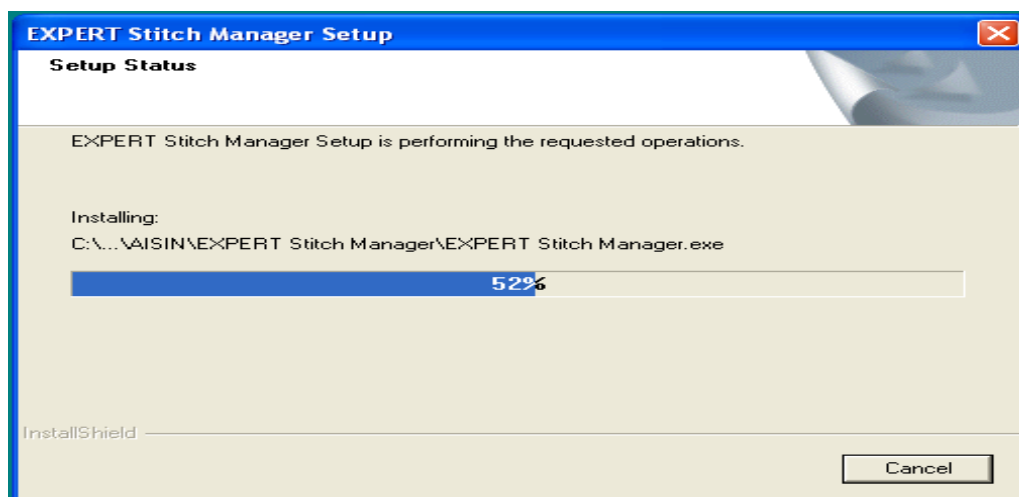 EXPERT Stitch Manager Setup
Setup Status
EXPERT Stitch Manager Setup is performing the requested operations.
Installing:
C:\...\AISIN\EXPERT Stitch Manager\EXPERT Stitch Manager.exe
52%
InstallShield
Cancel